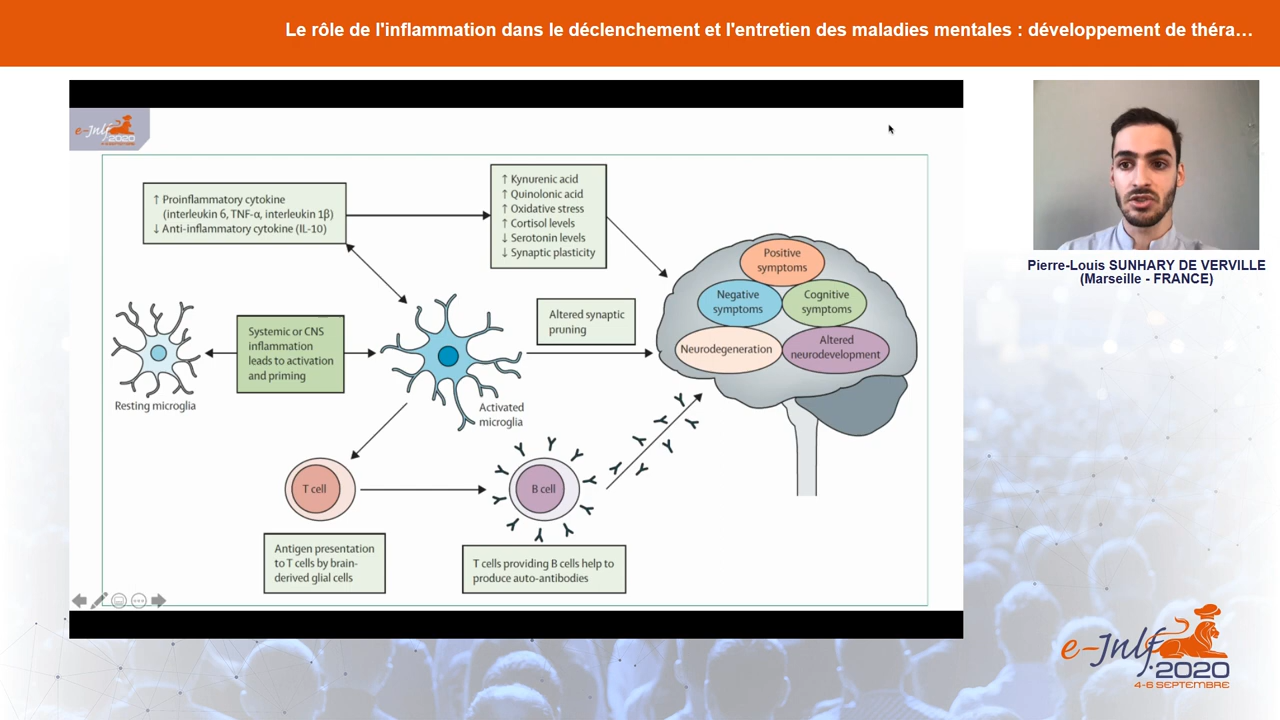 Le rôle de l'inflammation dans le déclenchement et l'entretien des maladies mentales : développement de théra…
e-Jnlf
2020
↑ Proinflammatory cytokine
(interleukin 6, TNF-α, interleukin 1β)
↓ Anti-inflammatory cytokine (IL-10)
↑ Kynurenic acid
↑ Quinolonic acid
↑ Oxidative stress
↑ Cortisol levels
↓ Serotonin levels
↓ Synaptic plasticity
Positive
symptoms
Negative
symptoms
Cognitive
symptoms
Neurodegeneration
Altered
neurodevelopment
Altered synaptic
pruning
Systemic or CNS
inflammation
leads to activation
and priming
Resting microglia
Activated
microglia
T cell
B cell
Antigen presentation
to T cells by brain-
derived glial cells
T cells providing B cells help to
produce auto-antibodies
Pierre-Louis SUNHARY DE VERVILLE
(Marseille - FRANCE)
e-Jnlf
2020
4-6 SEPTEMBRE